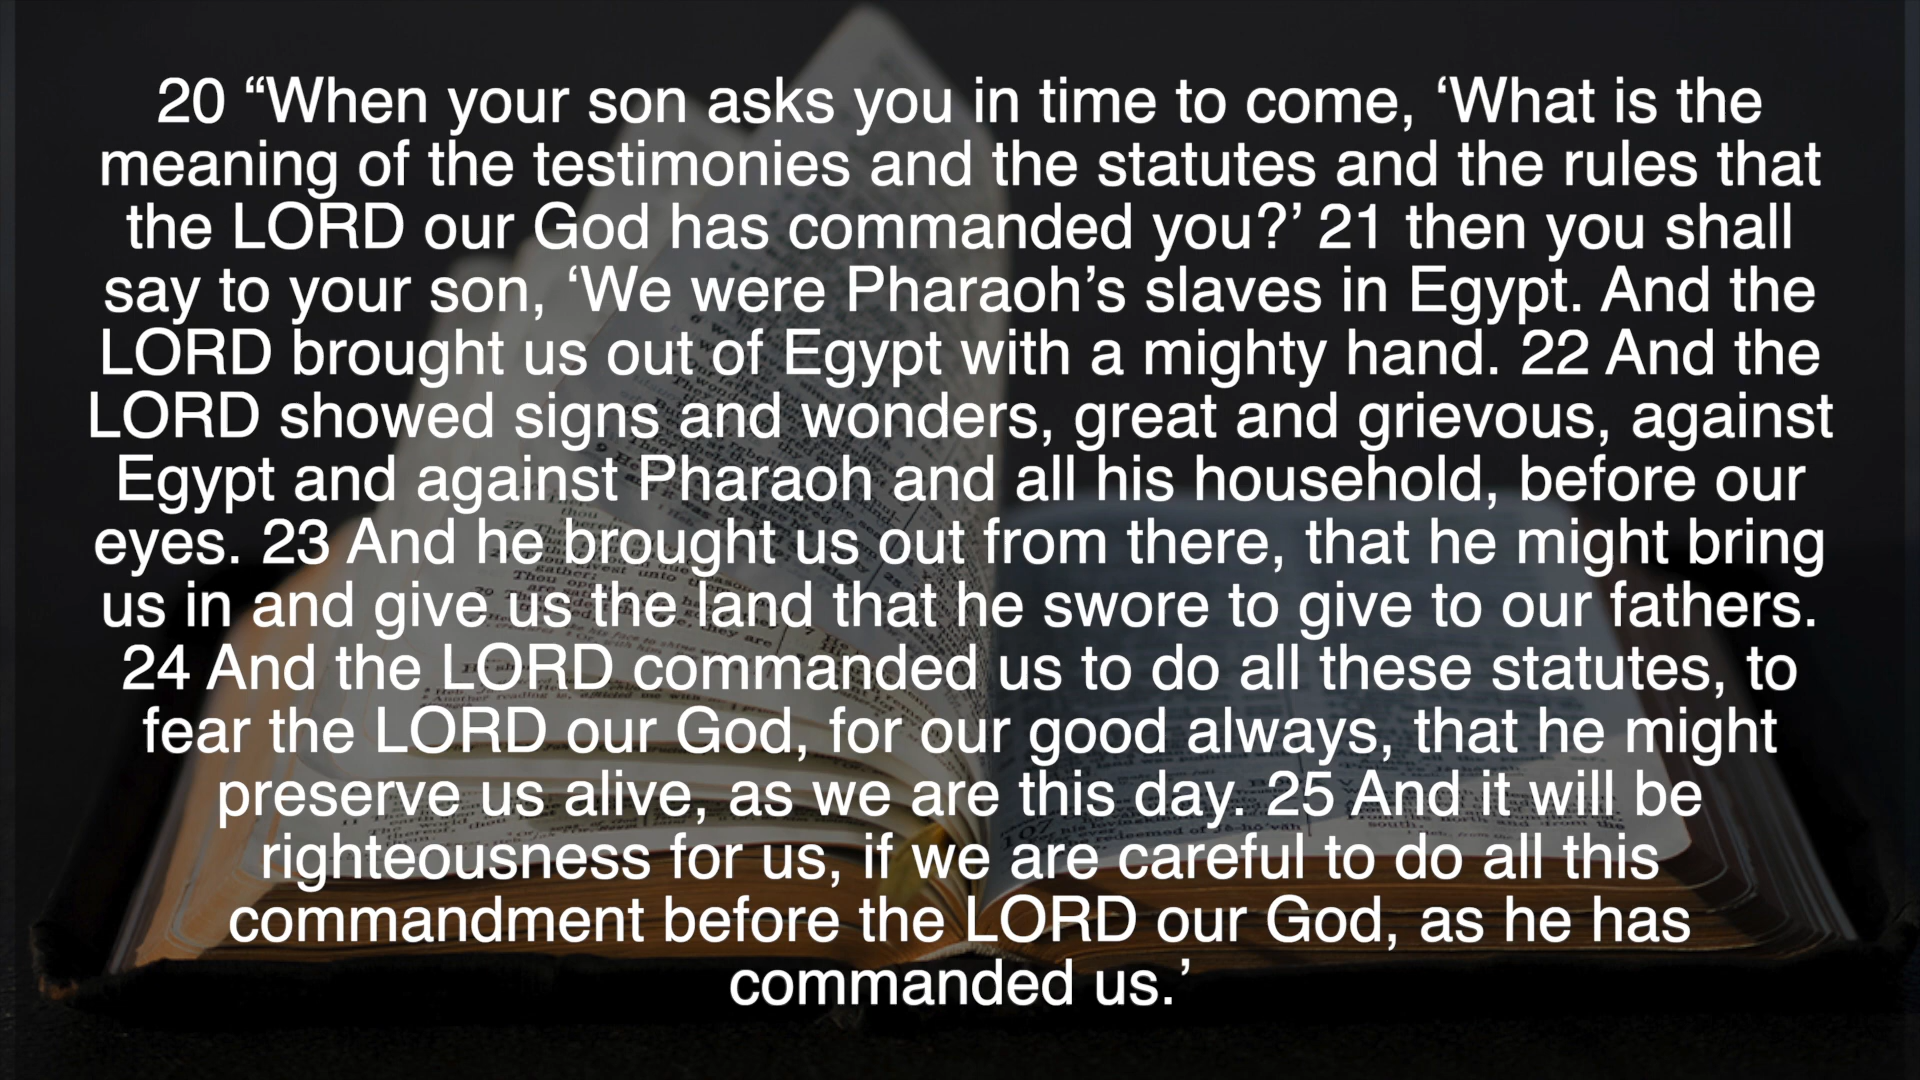 20 “When your son asks you in time to come, ‘What is the
meaning of the testimonies and the statutes and the rules that
the LORD our God has commanded you?’ 21 then you shall
say to your son, ‘We were Pharaoh’s slaves in Egypt. And the
LORD brought us out of Egypt with a mighty hand. 22 And the
LORD showed signs and wonders, great and grievous, against
Egypt and against Pharaoh and all his household, before our
eyes. 23 And he brought us out from there, that he might bring
us in and give us the land that he swore to give to our fathers.
24 And the LORD commanded us to do all these statutes, to
fear the LORD our God, for our good always, that he might
preserve us alive, as we are this day. 25 And it will be
righteousness for us, if we are careful to do all this
commandment before the LORD our God, as he has
commanded us.’